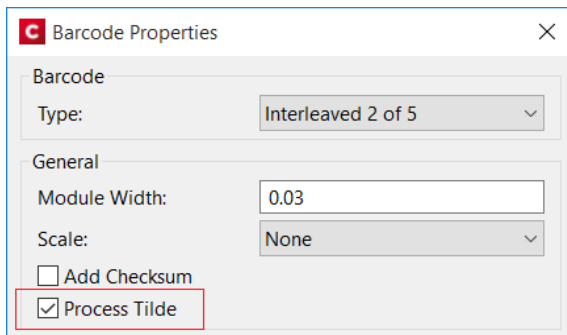 C Barcode Properties
Barcode
Type: Interleaved 2 of 5
General
Module Width: 0.03
Scale: None
Add Checksum
Process Tilde